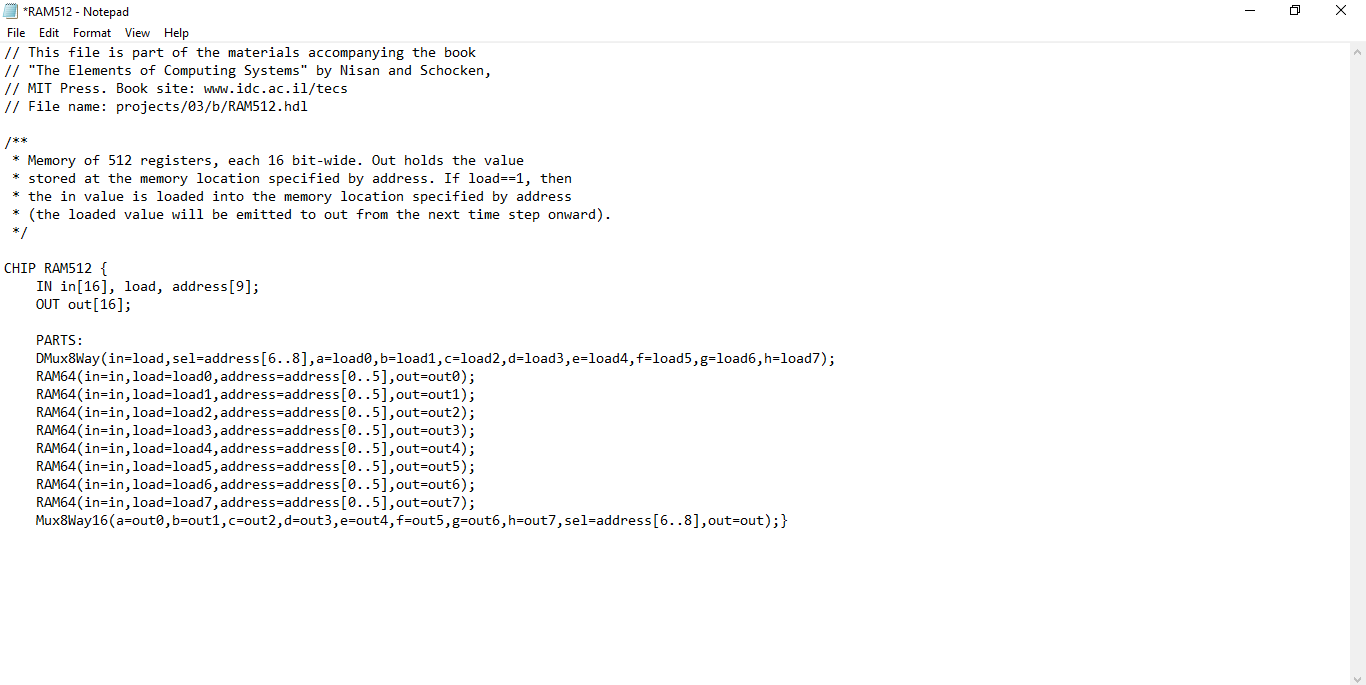 *RAM512 - Notepad
File Edit Format View Help
// This file is part of the materials accompanying the book
// "The Elements of Computing Systems" by Nisan and Schocken,
// MIT Press. Book site: www.idc.ac.il/tecs
// File name: projects/03/b/RAM512.hdl
/**
* Memory of 512 registers, each 16 bit-wide. Out holds the value
* stored at the memory location specified by address. If load==1, then
* the in value is loaded into the memory location specified by address
* (the loaded value will be emitted to out from the next time step onward).
*/
CHIP RAM512 {
IN in[16], load, address[9];
OUT out[16];
PARTS:
DMux8Way(in=load,sel=address[6..8],a=load0,b=load1,c=load2,d=load3,e=load4,f=load5,g=load6,h=load7);
RAM64(in=in,load=load0,address=address[0..5],out=out0);
RAM64(in=in,load=load1,address=address[0..5],out=out1);
RAM64(in=in,load=load2,address=address[0..5],out=out2);
RAM64(in=in,load=load3,address=address[0..5],out=out3);
RAM64(in=in,load=load4,address=address[0..5],out=out4);
RAM64(in=in,load=load5,address=address[0..5],out=out5);
RAM64(in=in,load=load6,address=address[0..5],out=out6);
RAM64(in=in,load=load7,address=address[0..5],out=out7);
Mux8Way16(a=out0,b=out1,c=out2,d=out3,e=out4,f=out5,g=out6,h=out7,sel=address[6..8],out=out);}